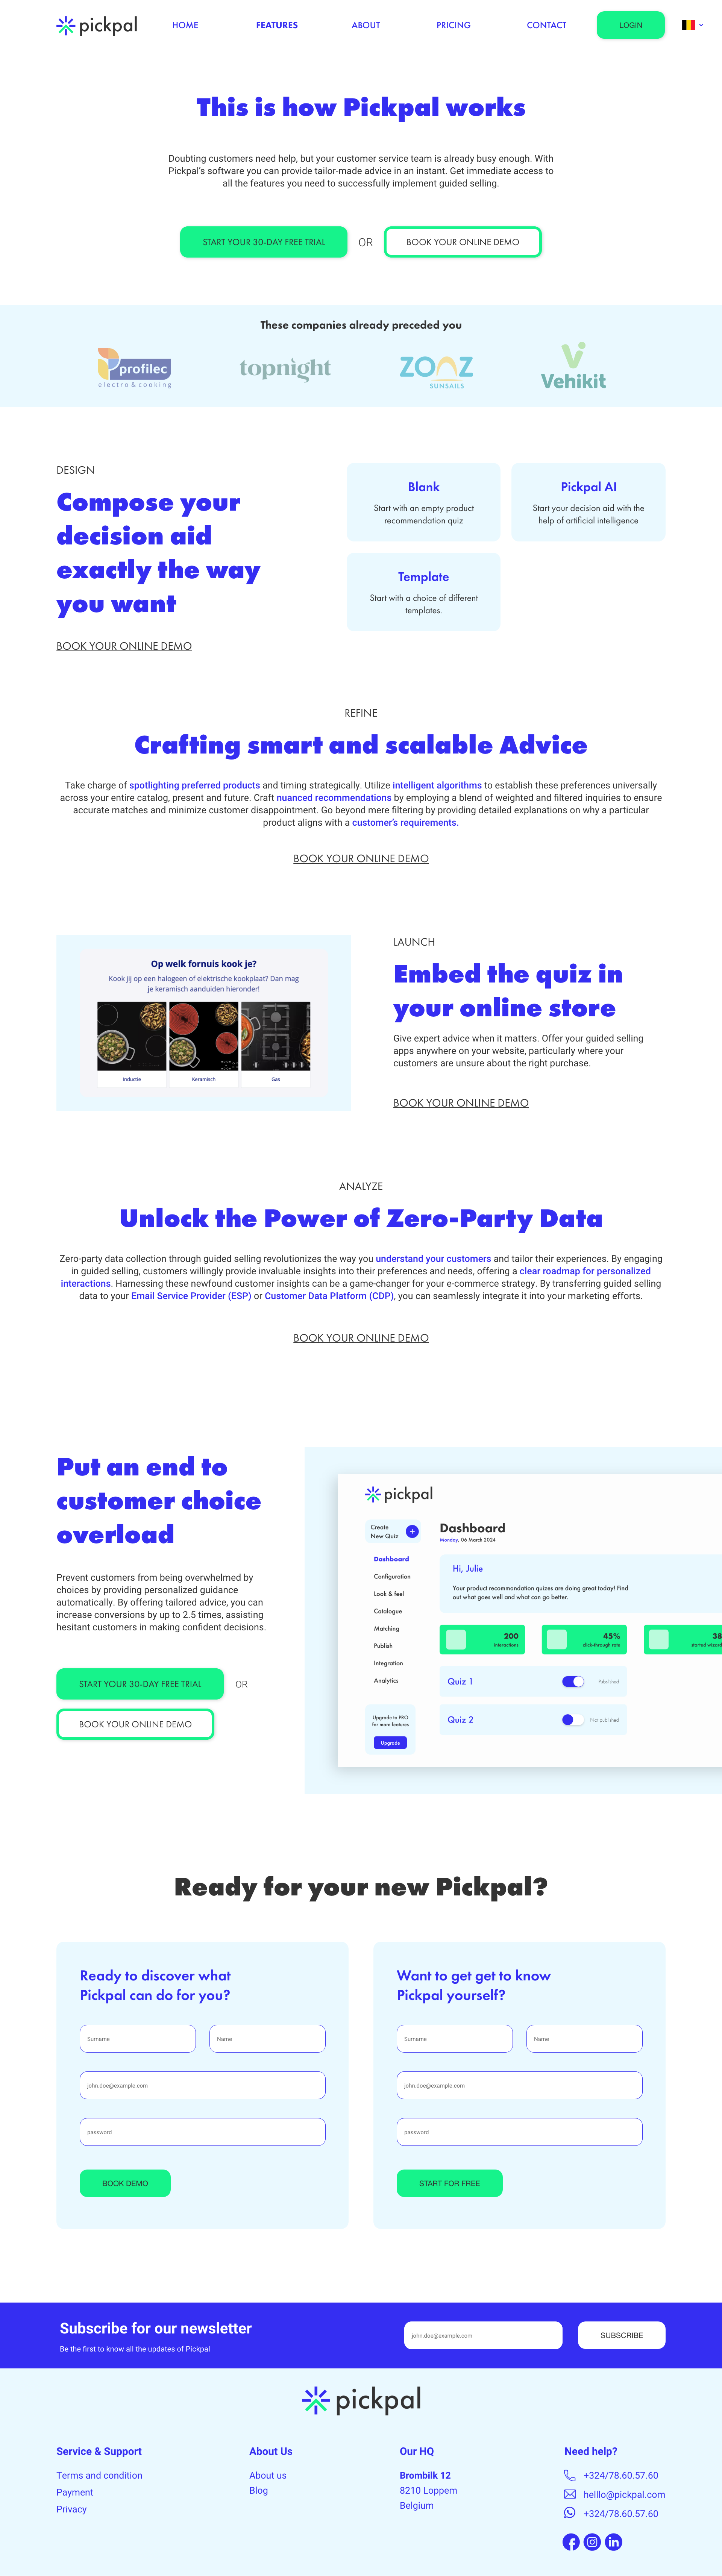 pickpal
HOME
FEATURES
ABOUT
PRICING
CONTACT
LOGIN
This is how Pickpal works
Doubting customers need help, but your customer service team is already busy enough. With
Pickpal's software you can provide tailor-made advice in an instant. Get immediate access to
all the features you need to successfully implement guided selling.
START YOUR 30-DAY FREE TRIAL
OR
BOOK YOUR ONLINE DEMO
These companies already preceded you
profilec
electro & cooking
topnight
ZONZ
SUNSAILS
Vehikit
DESIGN
Compose your
decision aid
exactly the way
you want
BOOK YOUR ONLINE DEMO
Blank
Start with an empty product
recommendation quiz
Pickpal AI
Start your decision aid with the
help of artificial intelligence
Template
Start with a choice of different
templates.
REFINE
Crafting smart and scalable Advice
Take charge of spotlighting preferred products and timing strategically. Utilize intelligent algorithms to establish these preferences universally
across your entire catalog, present and future. Craft nuanced recommendations by employing a blend of weighted and filtered inquiries to ensure
accurate matches and minimize customer disappointment. Go beyond mere filtering by providing detailed explanations on why a particular
product aligns with a customer's requirements.
BOOK YOUR ONLINE DEMO
Op welk fornuis kook je?
Kook jij op een halogeen of elektrische kookplaat? Dan mag
je keramisch aanduiden hieronder!
Inductie
Keramisch
Gas
LAUNCH
Embed the quiz in
your online store
Give expert advice when it matters. Offer your guided selling
apps anywhere on your website, particularly where your
customers are unsure about the right purchase.
BOOK YOUR ONLINE DEMO
ANALYZE
Unlock the Power of Zero-Party Data
Zero-party data collection through guided selling revolutionizes the way you understand your customers and tailor their experiences. By engaging
in guided selling, customers willingly provide invaluable insights into their preferences and needs, offering a clear roadmap for personalized
interactions. Harnessing these newfound customer insights can be a game-changer for your e-commerce strategy. By transferring guided selling
data to your Email Service Provider (ESP) or Customer Data Platform (CDP), you can seamlessly integrate it into your marketing efforts.
BOOK YOUR ONLINE DEMO
Put an end to
customer choice
overload
Prevent customers from being overwhelmed by
choices by providing personalized guidance
automatically. By offering tailored advice, you can
increase conversions by up to 2.5 times, assisting
hesitant customers in making confident decisions.
START YOUR 30-DAY FREE TRIAL
OR
BOOK YOUR ONLINE DEMO
pickpal
Create
New Quiz
+
Dashboard
Configuration
Look & feel
Catalogue
Matching
Publish
Integration
Analytics
Upgrade to PRO
for more features
Upgrade
Dashboard
Monday, 06 March 2024
Hi, Julie
Your product recommandation quizes are doing great today! Find
out what goes well and what can go better.
200
interactions
45%
click-through rate
38
started wizard
Quiz 1
Published
Quiz 2
Not published
Ready for your new Pickpal?
Ready to discover what
Pickpal can do for you?
Surname
Name
john.doe@example.com
password
BOOK DEMO
Want to get get to know
Pickpal yourself?
Surname
Name
john.doe@example.com
password
START FOR FREE
Subscribe for our newsletter
Be the first to know all the updates of Pickpal
john.doe@example.com
SUBSCRIBE
pickpal
Service & Support
Terms and condition
Payment
Privacy
About Us
About us
Blog
Our HQ
Brombilk 12
8210 Loppem
Belgium
Need help?
+324/78.60.57.60
helllo@pickpal.com
+324/78.60.57.60